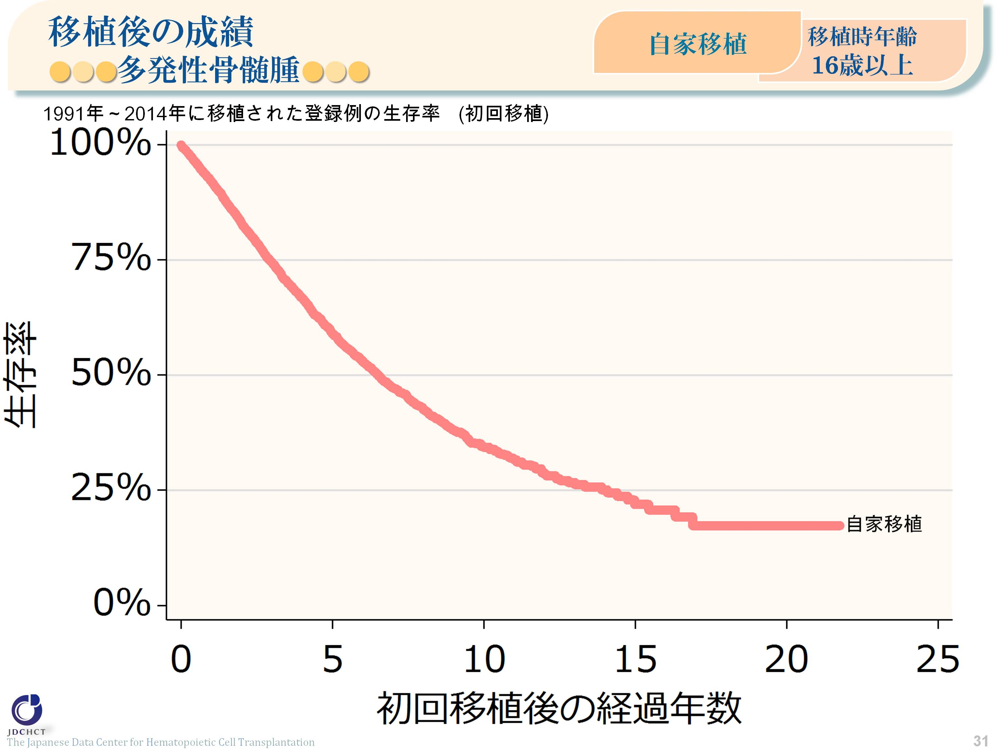 移植後の成績
多発性骨髄腫
自家移植
移植時年齢
16歳以上
1991年～2014年に移植された登録例の生存率　(初回移植)
100%
75%
50%
25%
0%
生存率
自家移植
0 5 10 15 20 25
初回移植後の経過年数
JDCHCT
The Japanese Data Center for Hematopoietic Cell Transplantation
31